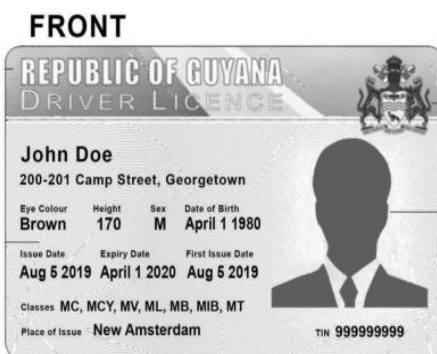 FRONT
REPUBLIC OF GUYANA
DRIVER LICENCE
John Doe
200-201 Camp Street, Georgetown
Eye Colour Height Sex Date of Birth
Brown 170 M April 1 1980
Issue Date Expiry Date First Issue Date
Aug 5 2019 April 1 2020 Aug 5 2019
Classes MC, MCY, MV, ML, MB, MIB, MT
Place of Issue New Amsterdam TIN 999999999